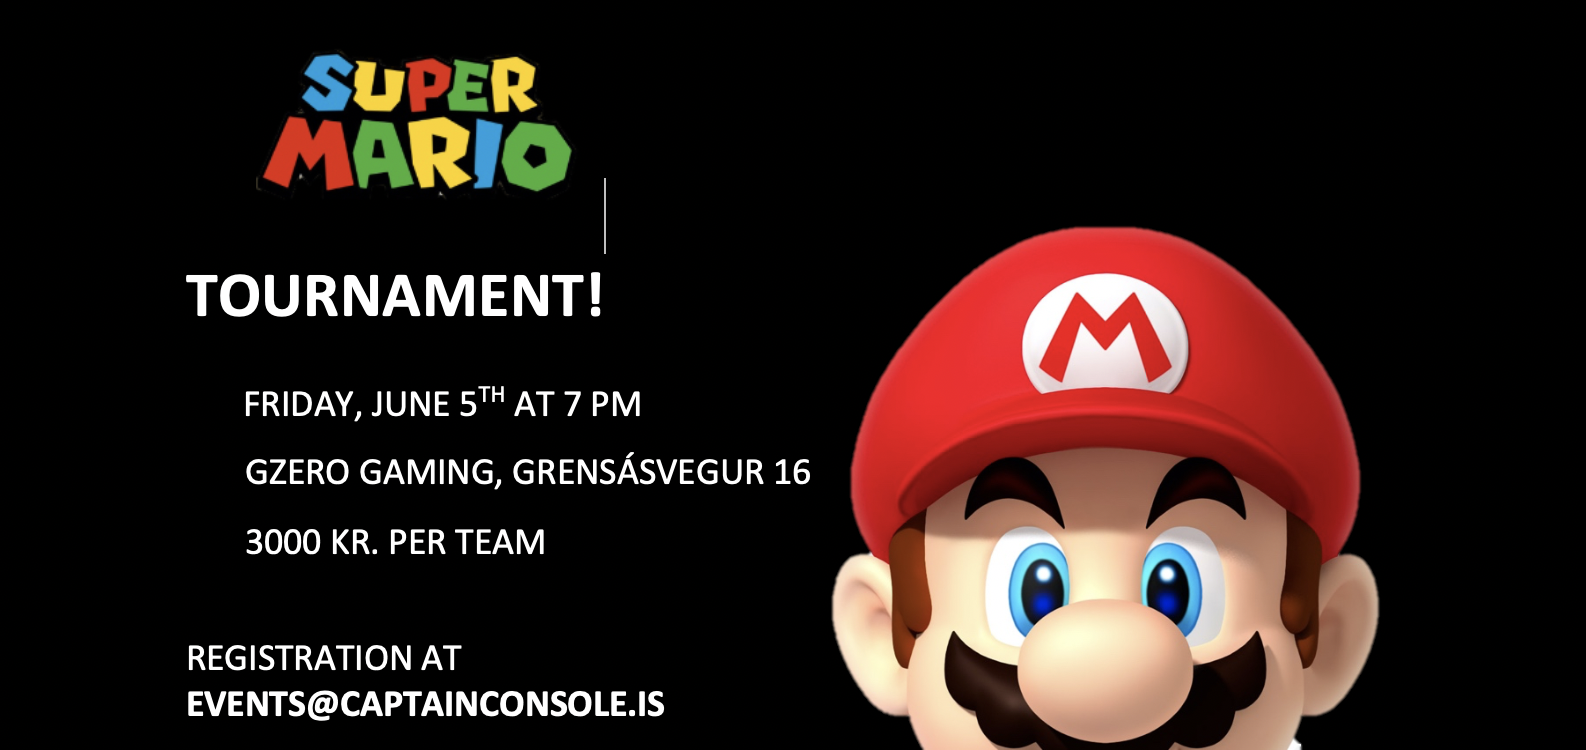 SUPER
MARIO
TOURNAMENT!
FRIDAY, JUNE 5TH AT 7 PM
GZERO GAMING, GRENSÁSVEGUR 16
3000 KR. PER TEAM
REGISTRATION AT
EVENTS@CAPTAINCONSOLE.IS
M